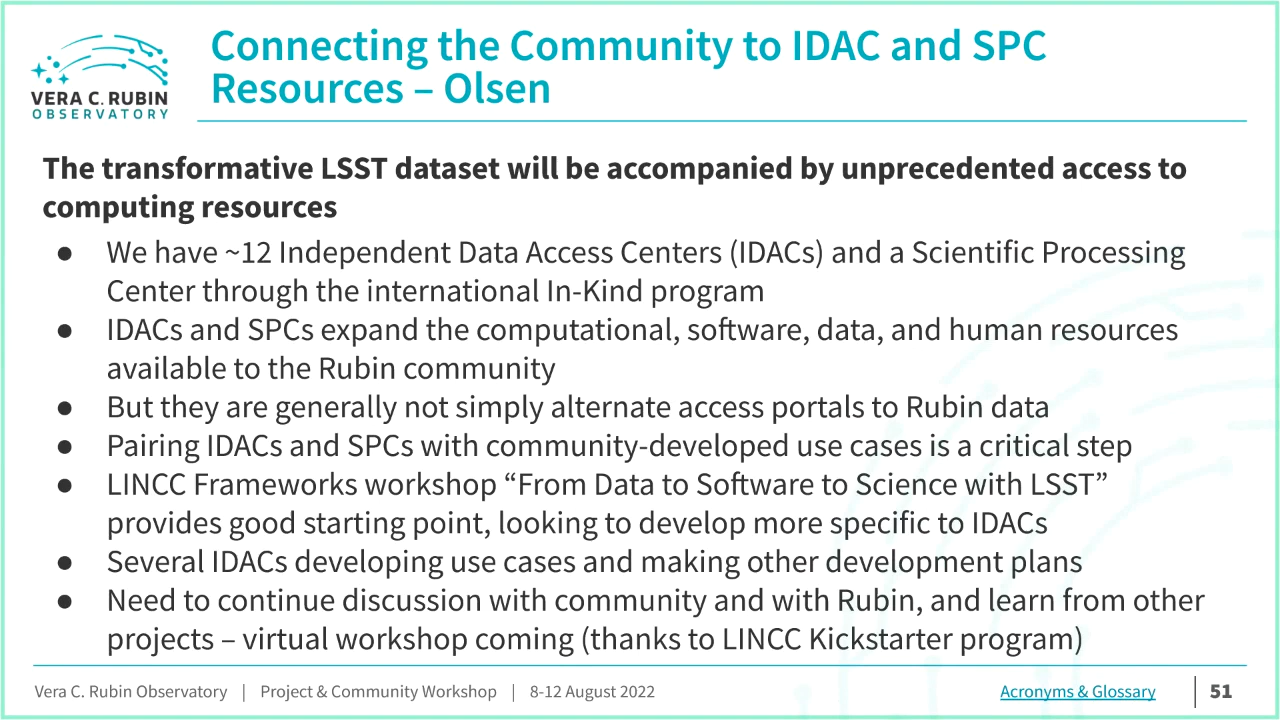 VERA C. RUBIN
OBSERVATORY
Connecting the Community to IDAC and SPC
Resources – Olsen
The transformative LSST dataset will be accompanied by unprecedented access to
computing resources
● We have ~12 Independent Data Access Centers (IDACs) and a Scientific Processing
Center through the international In-Kind program
● IDACs and SPCs expand the computational, software, data, and human resources
available to the Rubin community
● But they are generally not simply alternate access portals to Rubin data
● Pairing IDACs and SPCs with community-developed use cases is a critical step
● LINCC Frameworks workshop “From Data to Software to Science with LSST”
provides good starting point, looking to develop more specific to IDACs
● Several IDACs developing use cases and making other development plans
● Need to continue discussion with community and with Rubin, and learn from other
projects – virtual workshop coming (thanks to LINCC Kickstarter program)
Vera C. Rubin Observatory | Project & Community Workshop | 8-12 August 2022 Acronyms & Glossary | 51